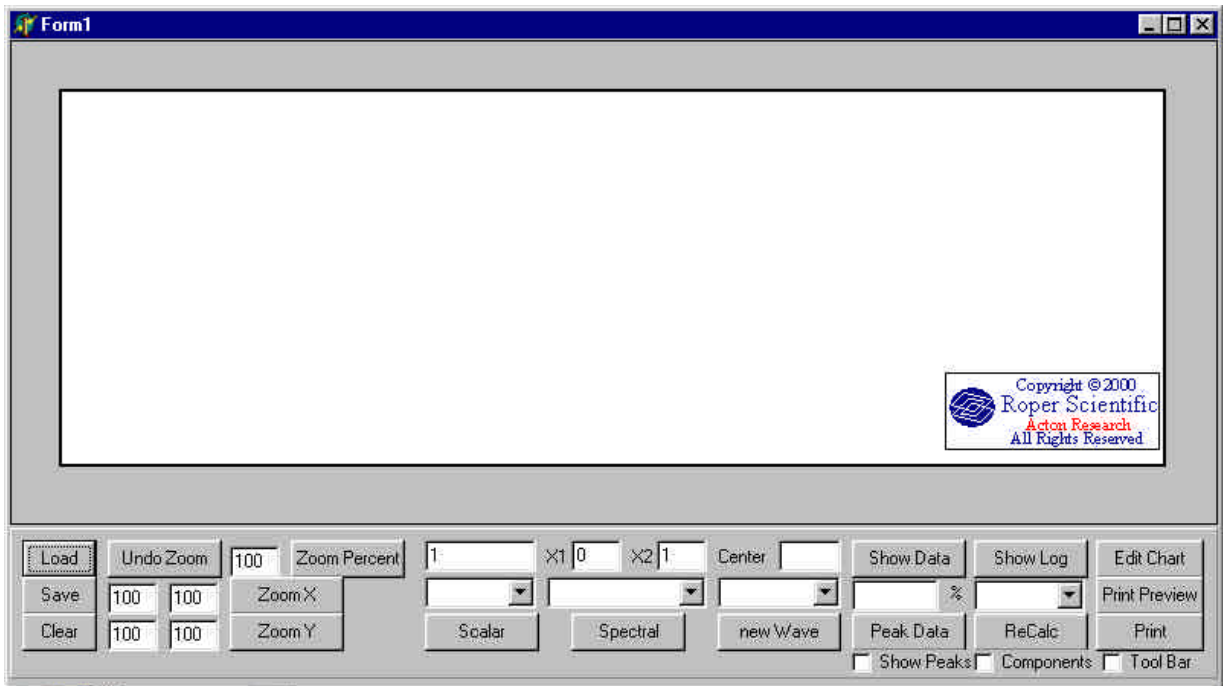 Form1
Copyright © 2000
Roper Scientific
Acton Research
All Rights Reserved
Load Undo Zoom 100 Zoom Percent 1 X1 0 X2 1 Center Show Data Show Log Edit Chart
Save 100 100 Zoom X % Print Preview
Clear 100 100 Zoom Y Scalar Spectral new Wave Peak Data ReCalc Print
Show Peaks Components Tool Bar